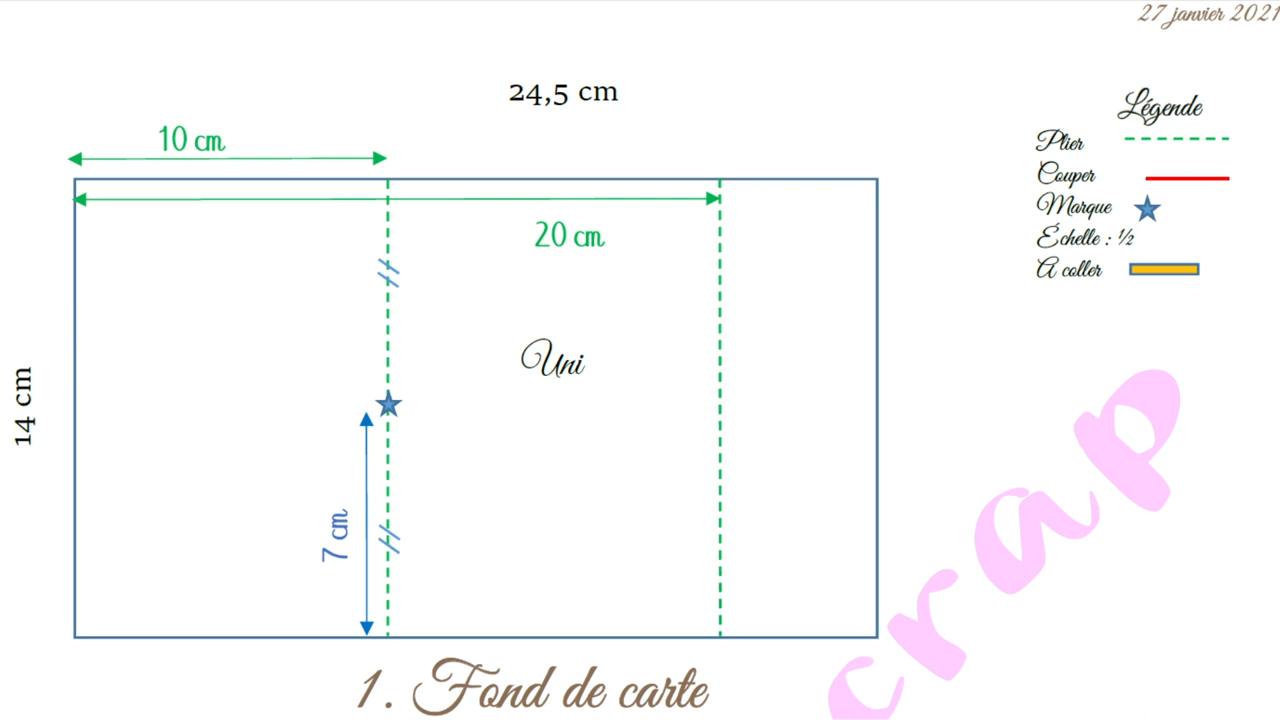 27 janvier 2021
24,5 cm
Légende
10 cm
Plier
Couper
Marque
20 cm
Échelle : ½
A coller
Uni
14 cm
7 cm
crap
1. Fond de carte